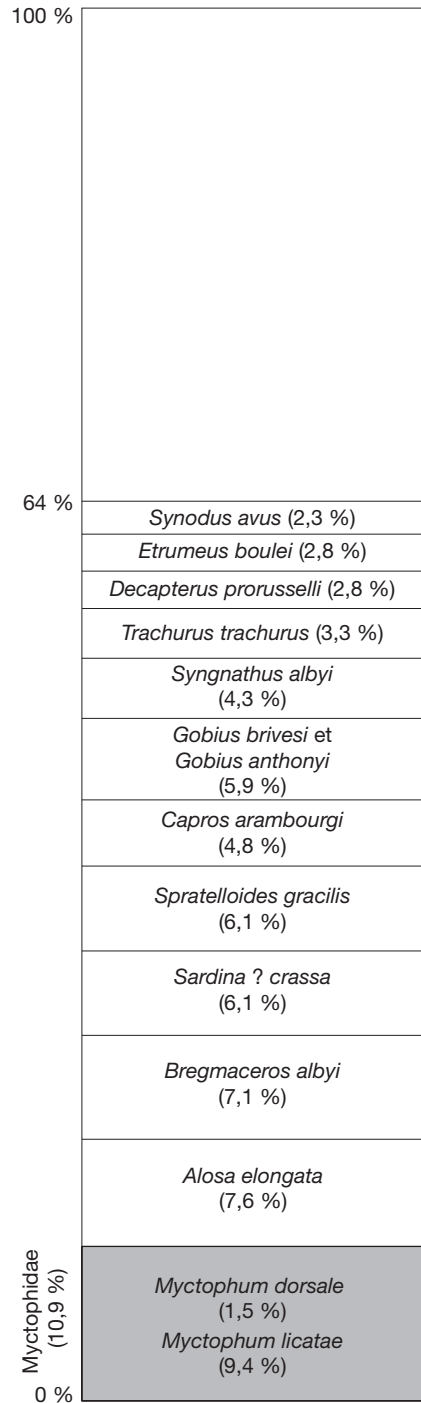 100 %
64 %
Synodus avus (2,3 %)
Etrumeus boulei (2,8 %)
Decapterus prorusselli (2,8 %)
Trachurus trachurus (3,3 %)
Syngnathus albyi
(4,3 %)
Gobius brivesi et
Gobius anthonyi
(5,9 %)
Capros arambourgi
(4,8 %)
Spratelloides gracilis
(6,1 %)
Sardina ? crassa
(6,1 %)
Bregmaceros albyi
(7,1 %)
Alosa elongata
(7,6 %)
Myctophidae
(10,9 %)
Myctophum dorsale
(1,5 %)
Myctophum licatae
(9,4 %)
0 %